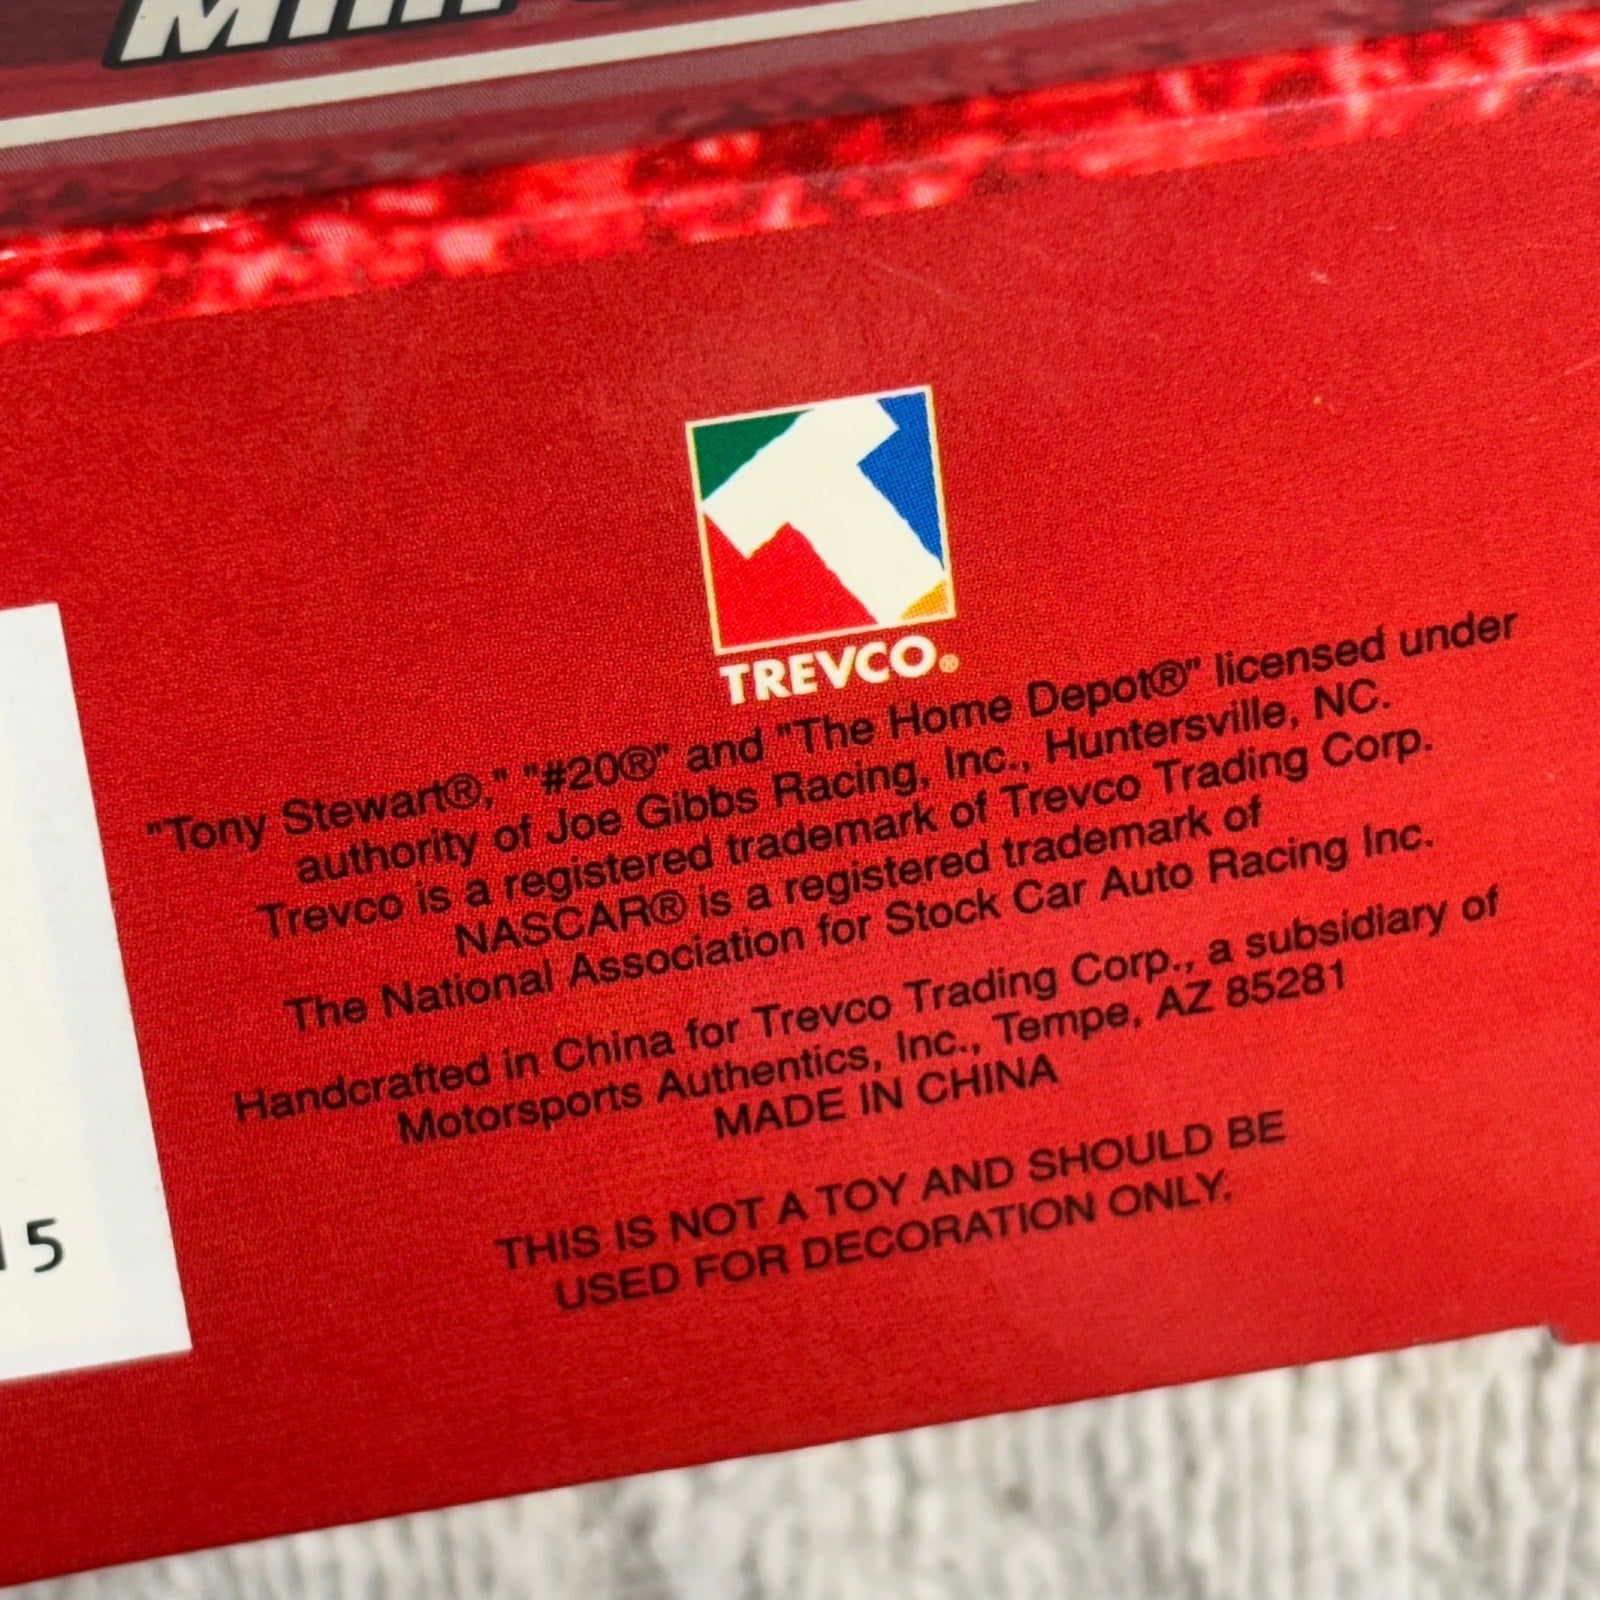 TREVCO®
"Tony Stewart®," "#20®" and "The Home Depot®" licensed under
authority of Joe Gibbs Racing, Inc., Huntersville, NC.
Trevco is a registered trademark of Trevco Trading Corp.
NASCAR® is a registered trademark of
The National Association for Stock Car Auto Racing Inc.
Handcrafted in China for Trevco Trading Corp., a subsidiary of
Motorsports Authentics, Inc., Tempe, AZ 85281
MADE IN CHINA
THIS IS NOT A TOY AND SHOULD BE
USED FOR DECORATION ONLY.
15